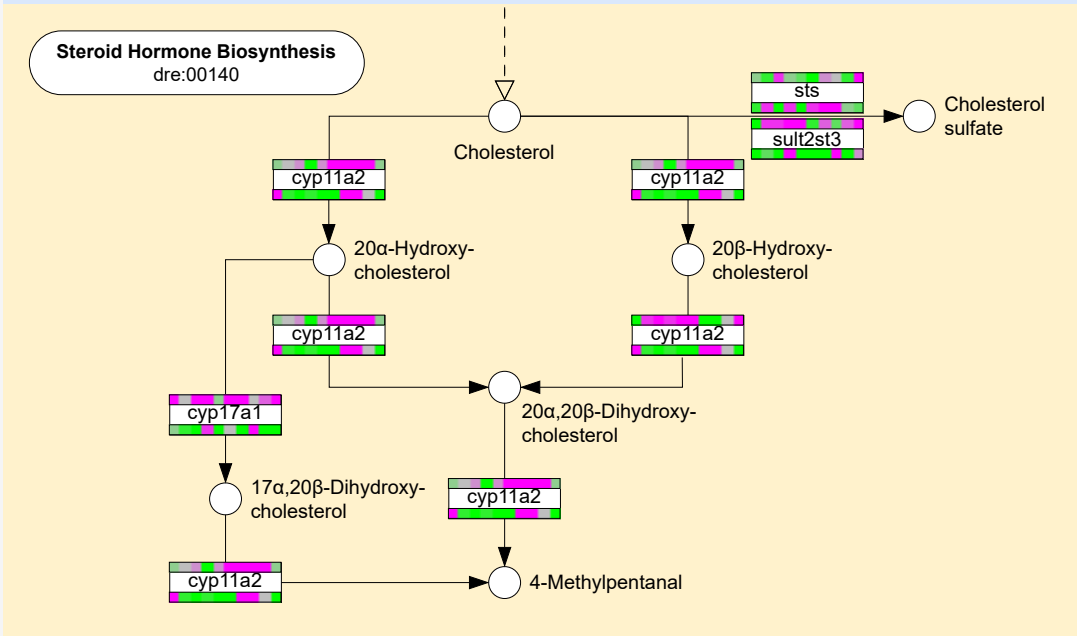 Steroid Hormone Biosynthesis
dre:00140
sts
sult2st3
Cholesterol
sulfate
Cholesterol
cyp11a2
cyp11a2
20α-Hydroxy-
cholesterol
20β-Hydroxy-
cholesterol
cyp11a2
cyp11a2
cyp17a1
20α,20β-Dihydroxy-
cholesterol
17α,20β-Dihydroxy-
cholesterol
cyp11a2
cyp11a2
4-Methylpentanal